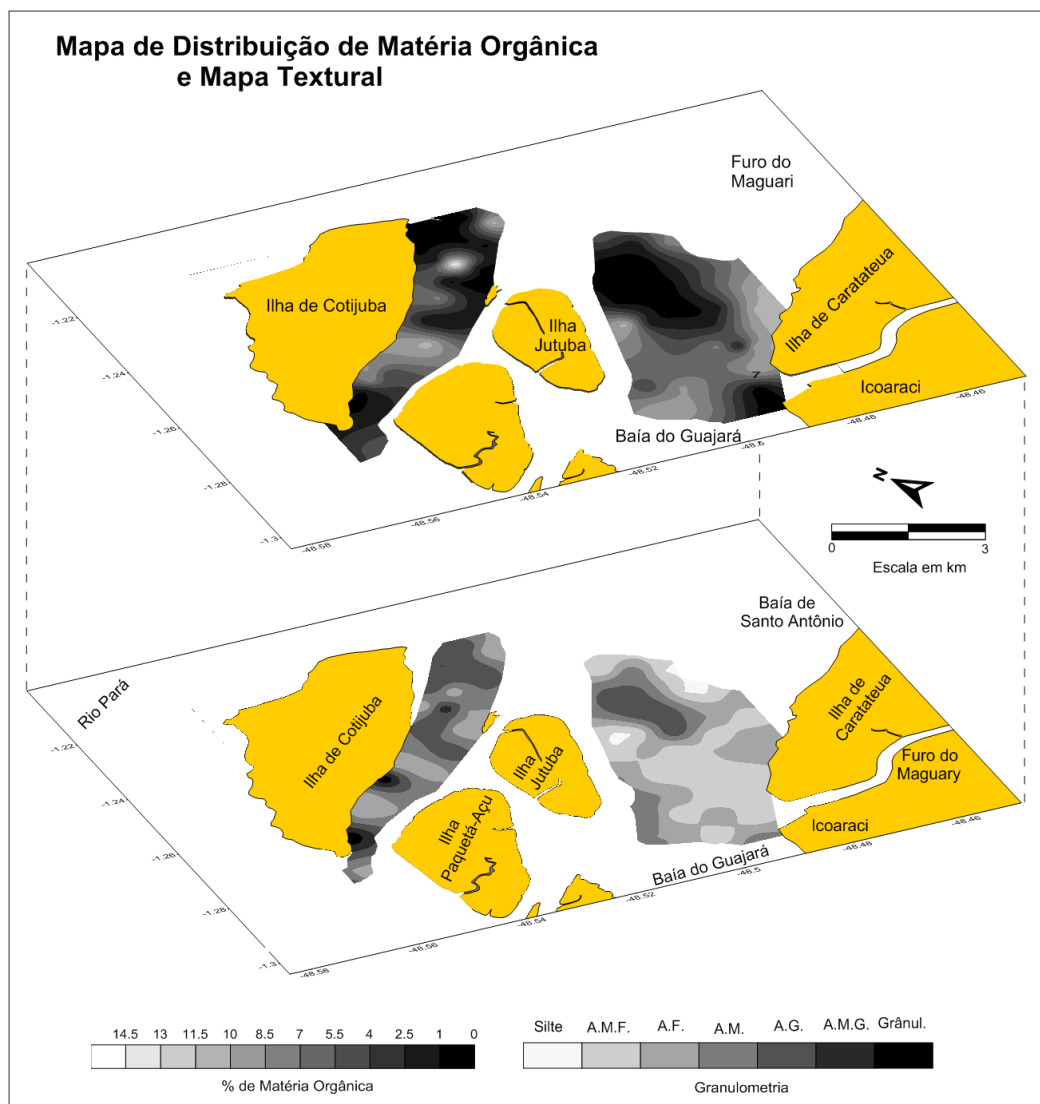 Mapa de Distribuição de Matéria Orgânica
e Mapa Textural
Furo do
Maguari
Ilha de Cotijuba
Ilha
Jutuba
Ilha de Caratateua
Icoaraci
7
Baía do Guajará
-1.22
-1.24
-1.26
-1.28
-1.3
-48.58
-48.56
-48.54
-48.52
-48.5
-48.48
-48.46
N
0 3
Escala em km
Baía de
Santo Antônio
Rio Pará
Ilha de Cotijuba
Ilha
Jutuba
Ilha
Paquetá-Açu
Ilha de
Caratateua
Furo do
Maguary
Icoaraci
Baía do Guajará
-1.22
-1.24
-1.26
-1.28
-1.3
-48.58
-48.56
-48.54
-48.52
-48.5
-48.48
-48.46
14.5 13 11.5 10 8.5 7 5.5 4 2.5 1 0
% de Matéria Orgânica
Silte A.M.F. A.F. A.M. A.G. A.M.G. Grânul.
Granulometria